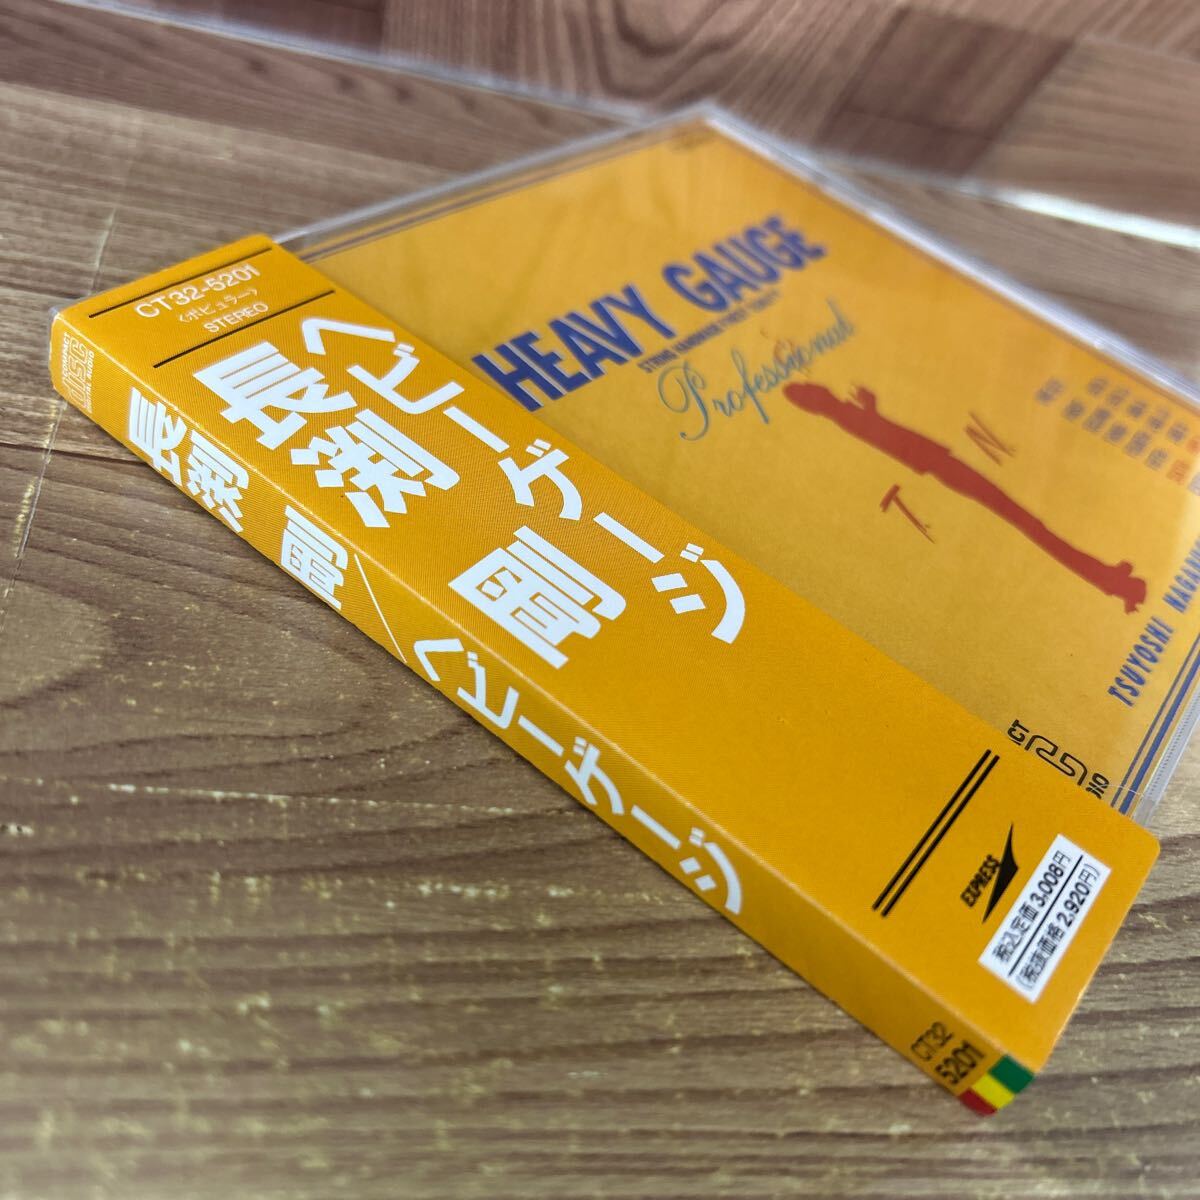 CT32-5201
〈ポピュラー〉
STEREO
ヘビーゲージ
長渕 剛
COMPACT
disc
DIGITAL AUDIO
長渕 剛/ヘビーゲージ
EXPRESS
税込定価 3,008円
(税抜価格 2,920円)
CT32
5201
HEAVY GAUGE
Professional
T. N
TSUYOSHI